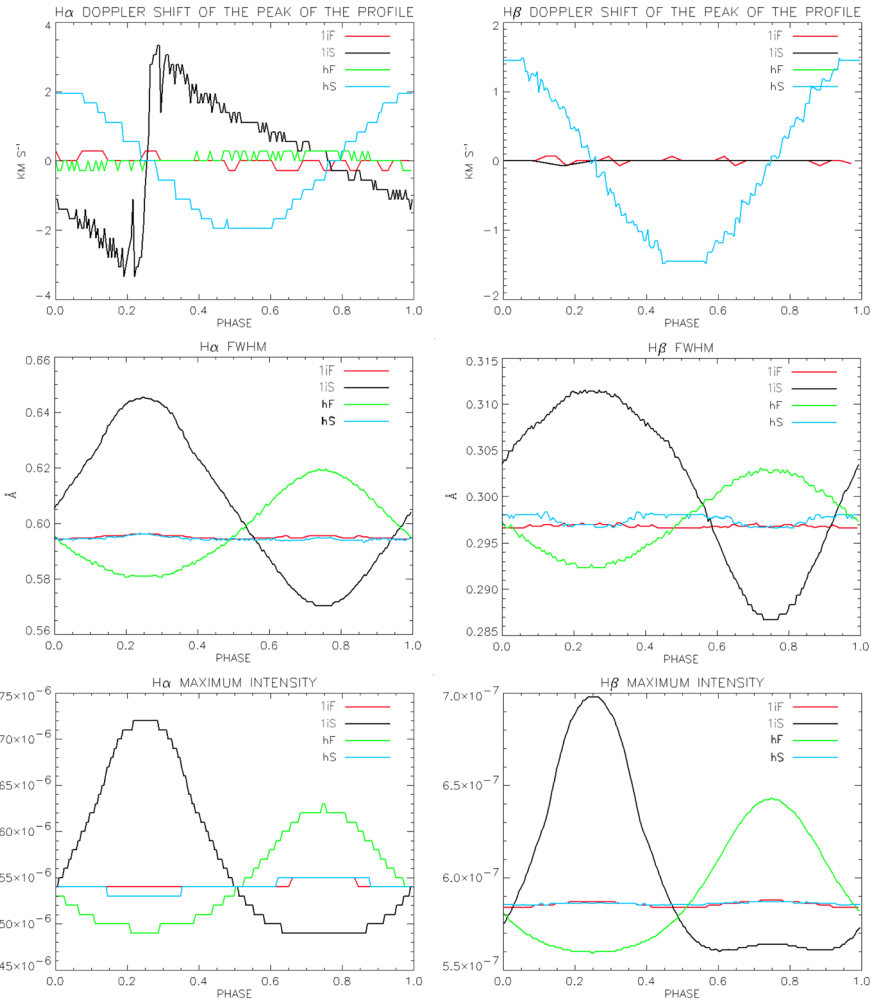 Hα DOPPLER SHIFT OF THE PEAK OF THE PROFILE
4
2
0
−2
−4
KM S⁻¹
1iF
1iS
hF
hS
0.0 0.2 0.4 0.6 0.8 1.0
PHASE
Hβ DOPPLER SHIFT OF THE PEAK OF THE PROFILE
2
1
0
−1
−2
KM S⁻¹
1iF
1iS
hF
hS
0.0 0.2 0.4 0.6 0.8 1.0
PHASE
Hα FWHM
0.66
0.64
0.62
0.60
0.58
0.56
Å
1iF
1iS
hF
hS
0.0 0.2 0.4 0.6 0.8 1.0
PHASE
Hβ FWHM
0.315
0.310
0.305
0.300
0.295
0.290
0.285
Å
1iF
1iS
hF
hS
0.0 0.2 0.4 0.6 0.8 1.0
PHASE
Hα MAXIMUM INTENSITY
75×10⁻⁶
70×10⁻⁶
65×10⁻⁶
60×10⁻⁶
55×10⁻⁶
50×10⁻⁶
45×10⁻⁶
1iF
1iS
hF
hS
0.0 0.2 0.4 0.6 0.8 1.0
PHASE
Hβ MAXIMUM INTENSITY
7.0×10⁻⁷
6.5×10⁻⁷
6.0×10⁻⁷
5.5×10⁻⁷
1iF
1iS
hF
hS
0.0 0.2 0.4 0.6 0.8 1.0
PHASE